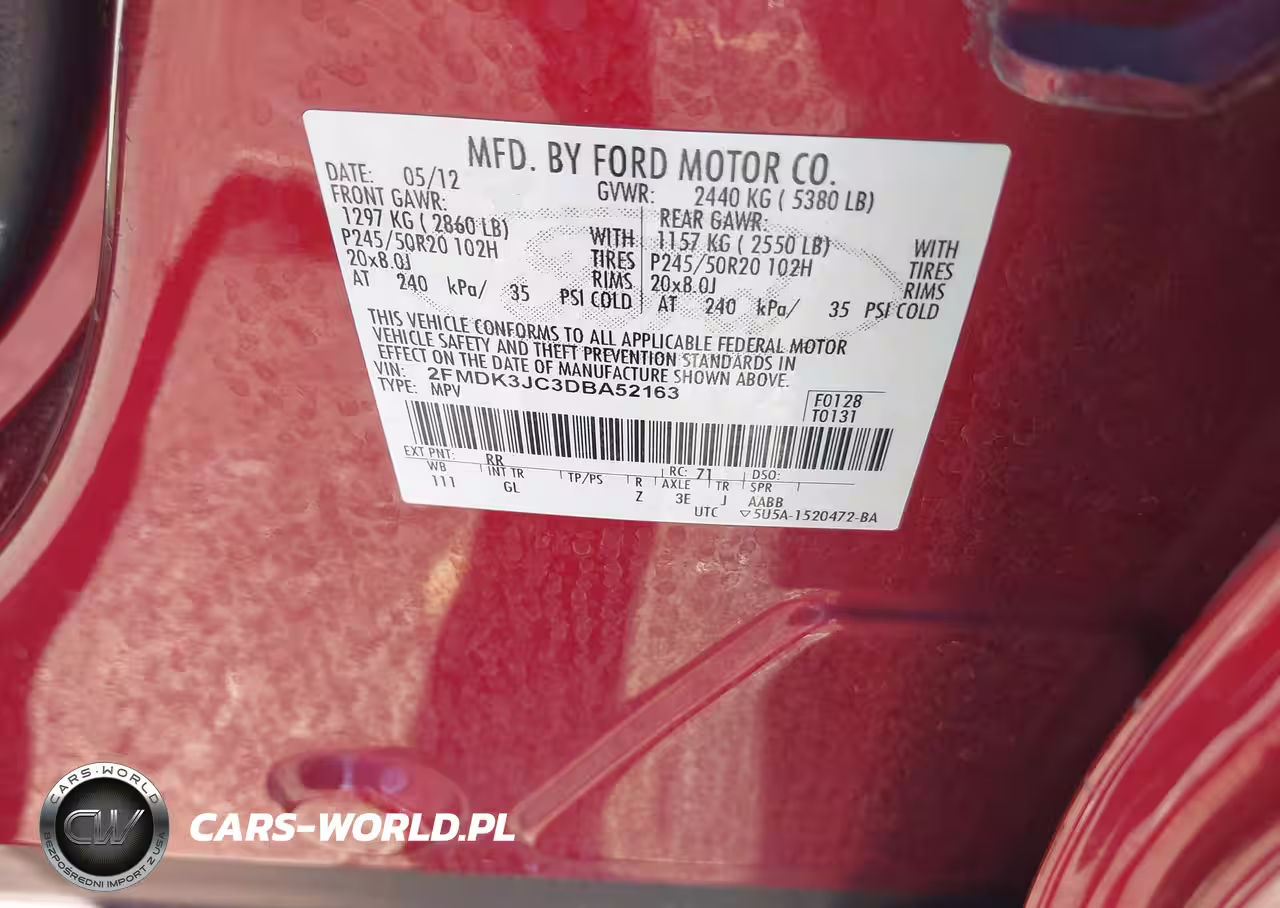 MFD. BY FORD MOTOR CO.
DATE: 05/12 GVWR: 2440 KG ( 5380 LB)
FRONT GAWR: REAR GAWR:
1297 KG ( 2860 LB) WITH 1157 KG ( 2550 LB) WITH
P245/50R20 102H TIRES P245/50R20 102H TIRES
20x8.0J RIMS 20x8.0J RIMS
AT 240 kPa/ 35 PSI COLD AT 240 kPa/ 35 PSI COLD
THIS VEHICLE CONFORMS TO ALL APPLICABLE FEDERAL MOTOR
VEHICLE SAFETY AND THEFT PREVENTION STANDARDS IN
EFFECT ON THE DATE OF MANUFACTURE SHOWN ABOVE.
VIN: 2FMDK3JC3DBA52163
TYPE: MPV
F0128
T0131
EXT PNT: RR RC: 71 DSO:
WB INT TR TP/PS R AXLE TR SPR
111 GL Z 3E J AABB
UTC ▽5U5A-1520472-BA
CARS-WORLD
CW
BEZPOŚREDNI IMPORT Z USA
CARS-WORLD.PL